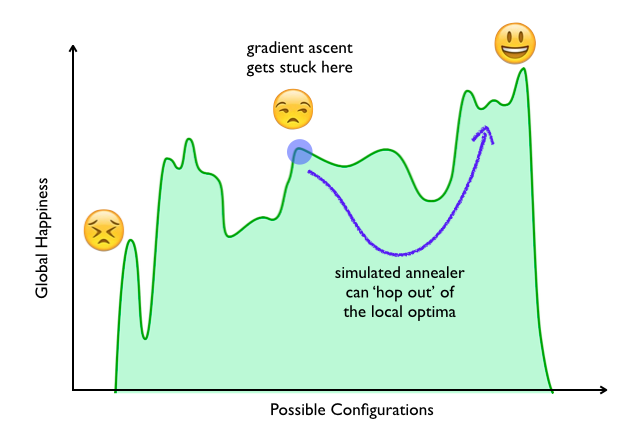 gradient ascent
gets stuck here
Global Happiness
simulated annealer
can ‘hop out’ of
the local optima
Possible Configurations